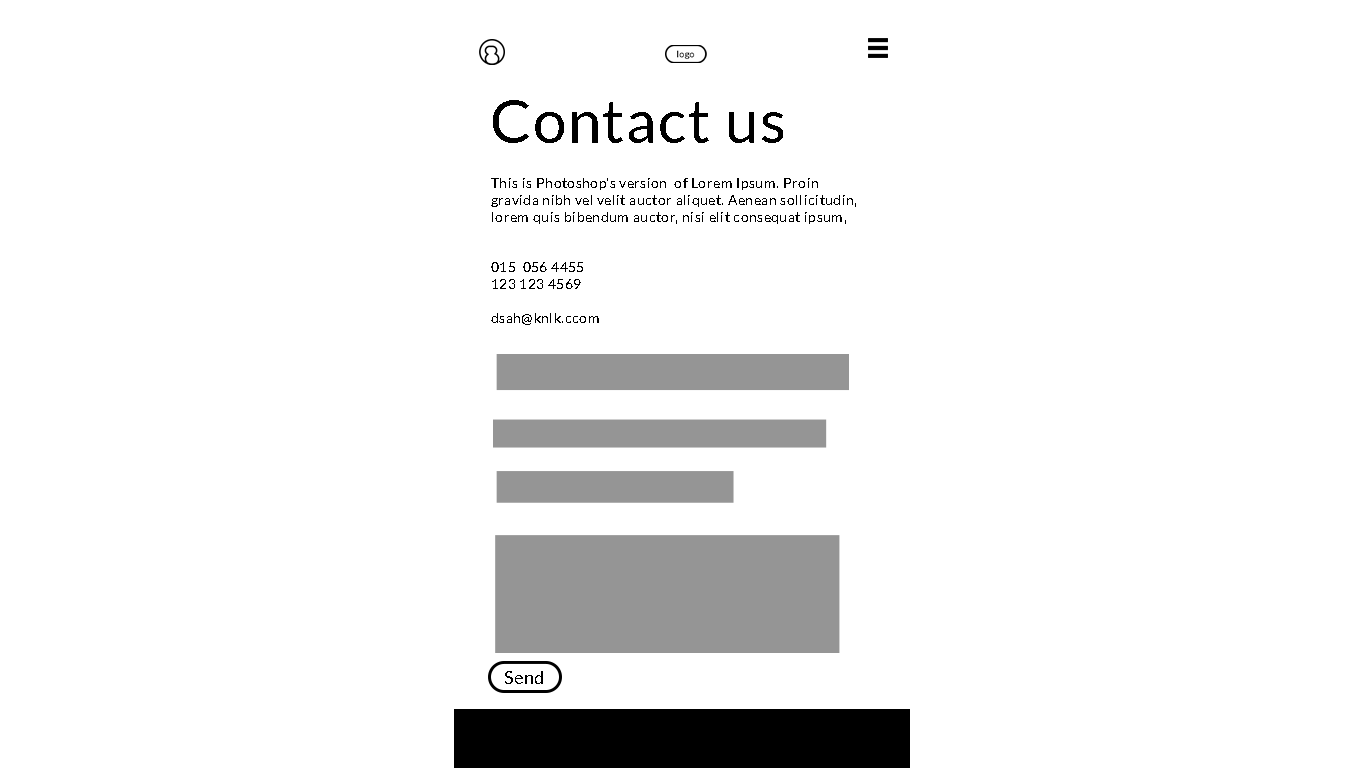 logo
Contact us
This is Photoshop's version  of Lorem Ipsum. Proin
gravida nibh vel velit auctor aliquet. Aenean sollicitudin,
lorem quis bibendum auctor, nisi elit consequat ipsum,
015  056 4455
123 123 4569
dsah@knlk.ccom
Send